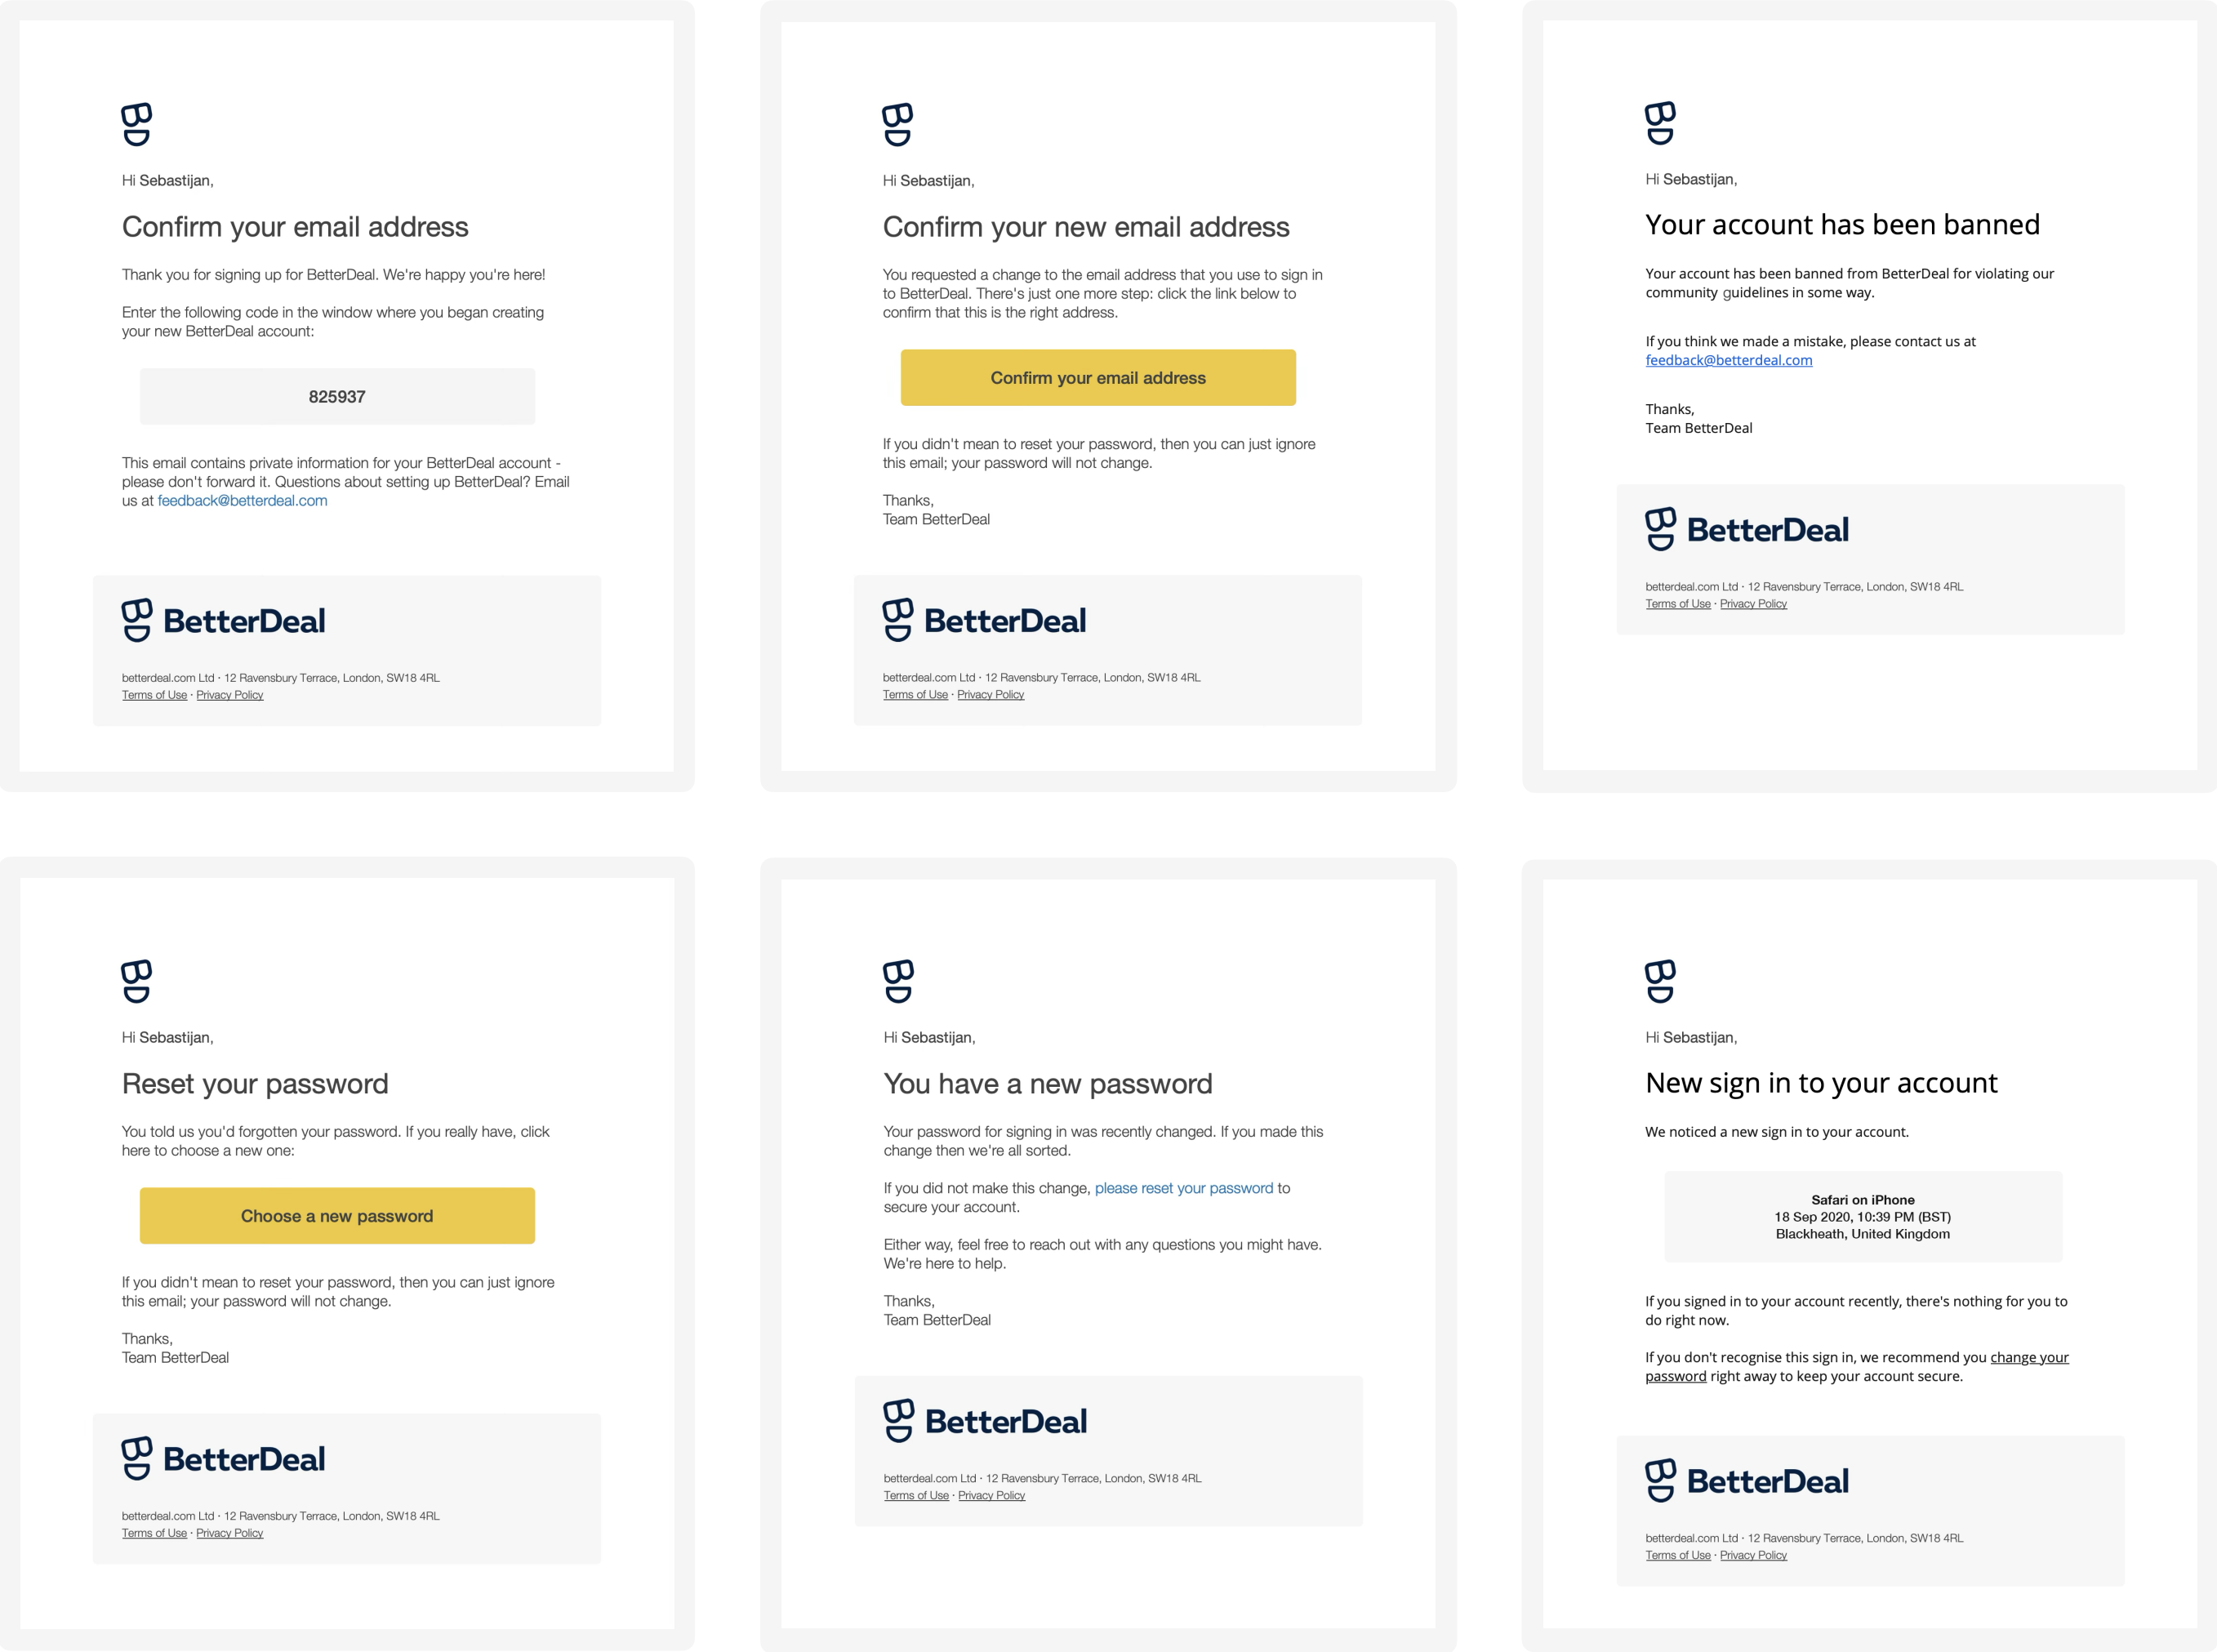 BD
Hi Sebastijan,
Confirm your email address
Thank you for signing up for BetterDeal. We're happy you're here!
Enter the following code in the window where you began creating
your new BetterDeal account:
825937
This email contains private information for your BetterDeal account -
please don't forward it. Questions about setting up BetterDeal? Email
us at feedback@betterdeal.com
BD BetterDeal
betterdeal.com Ltd · 12 Ravensbury Terrace, London, SW18 4RL
Terms of Use · Privacy Policy
BD
Hi Sebastijan,
Confirm your new email address
You requested a change to the email address that you use to sign in
to BetterDeal. There's just one more step: click the link below to
confirm that this is the right address.
Confirm your email address
If you didn't mean to reset your password, then you can just ignore
this email; your password will not change.
Thanks,
Team BetterDeal
BD BetterDeal
betterdeal.com Ltd · 12 Ravensbury Terrace, London, SW18 4RL
Terms of Use · Privacy Policy
BD
Hi Sebastijan,
Your account has been banned
Your account has been banned from BetterDeal for violating our
community guidelines in some way.
If you think we made a mistake, please contact us at
feedback@betterdeal.com
Thanks,
Team BetterDeal
BD BetterDeal
betterdeal.com Ltd · 12 Ravensbury Terrace, London, SW18 4RL
Terms of Use · Privacy Policy
BD
Hi Sebastijan,
Reset your password
You told us you'd forgotten your password. If you really have, click
here to choose a new one:
Choose a new password
If you didn't mean to reset your password, then you can just ignore
this email; your password will not change.
Thanks,
Team BetterDeal
BD BetterDeal
betterdeal.com Ltd · 12 Ravensbury Terrace, London, SW18 4RL
Terms of Use · Privacy Policy
BD
Hi Sebastijan,
You have a new password
Your password for signing in was recently changed. If you made this
change then we're all sorted.
If you did not make this change, please reset your password to
secure your account.
Either way, feel free to reach out with any questions you might have.
We're here to help.
Thanks,
Team BetterDeal
BD BetterDeal
betterdeal.com Ltd · 12 Ravensbury Terrace, London, SW18 4RL
Terms of Use · Privacy Policy
BD
Hi Sebastijan,
New sign in to your account
We noticed a new sign in to your account.
Safari on iPhone
18 Sep 2020, 10:39 PM (BST)
Blackheath, United Kingdom
If you signed in to your account recently, there's nothing for you to
do right now.
If you don't recognise this sign in, we recommend you change your
password right away to keep your account secure.
BD BetterDeal
betterdeal.com Ltd · 12 Ravensbury Terrace, London, SW18 4RL
Terms of Use · Privacy Policy